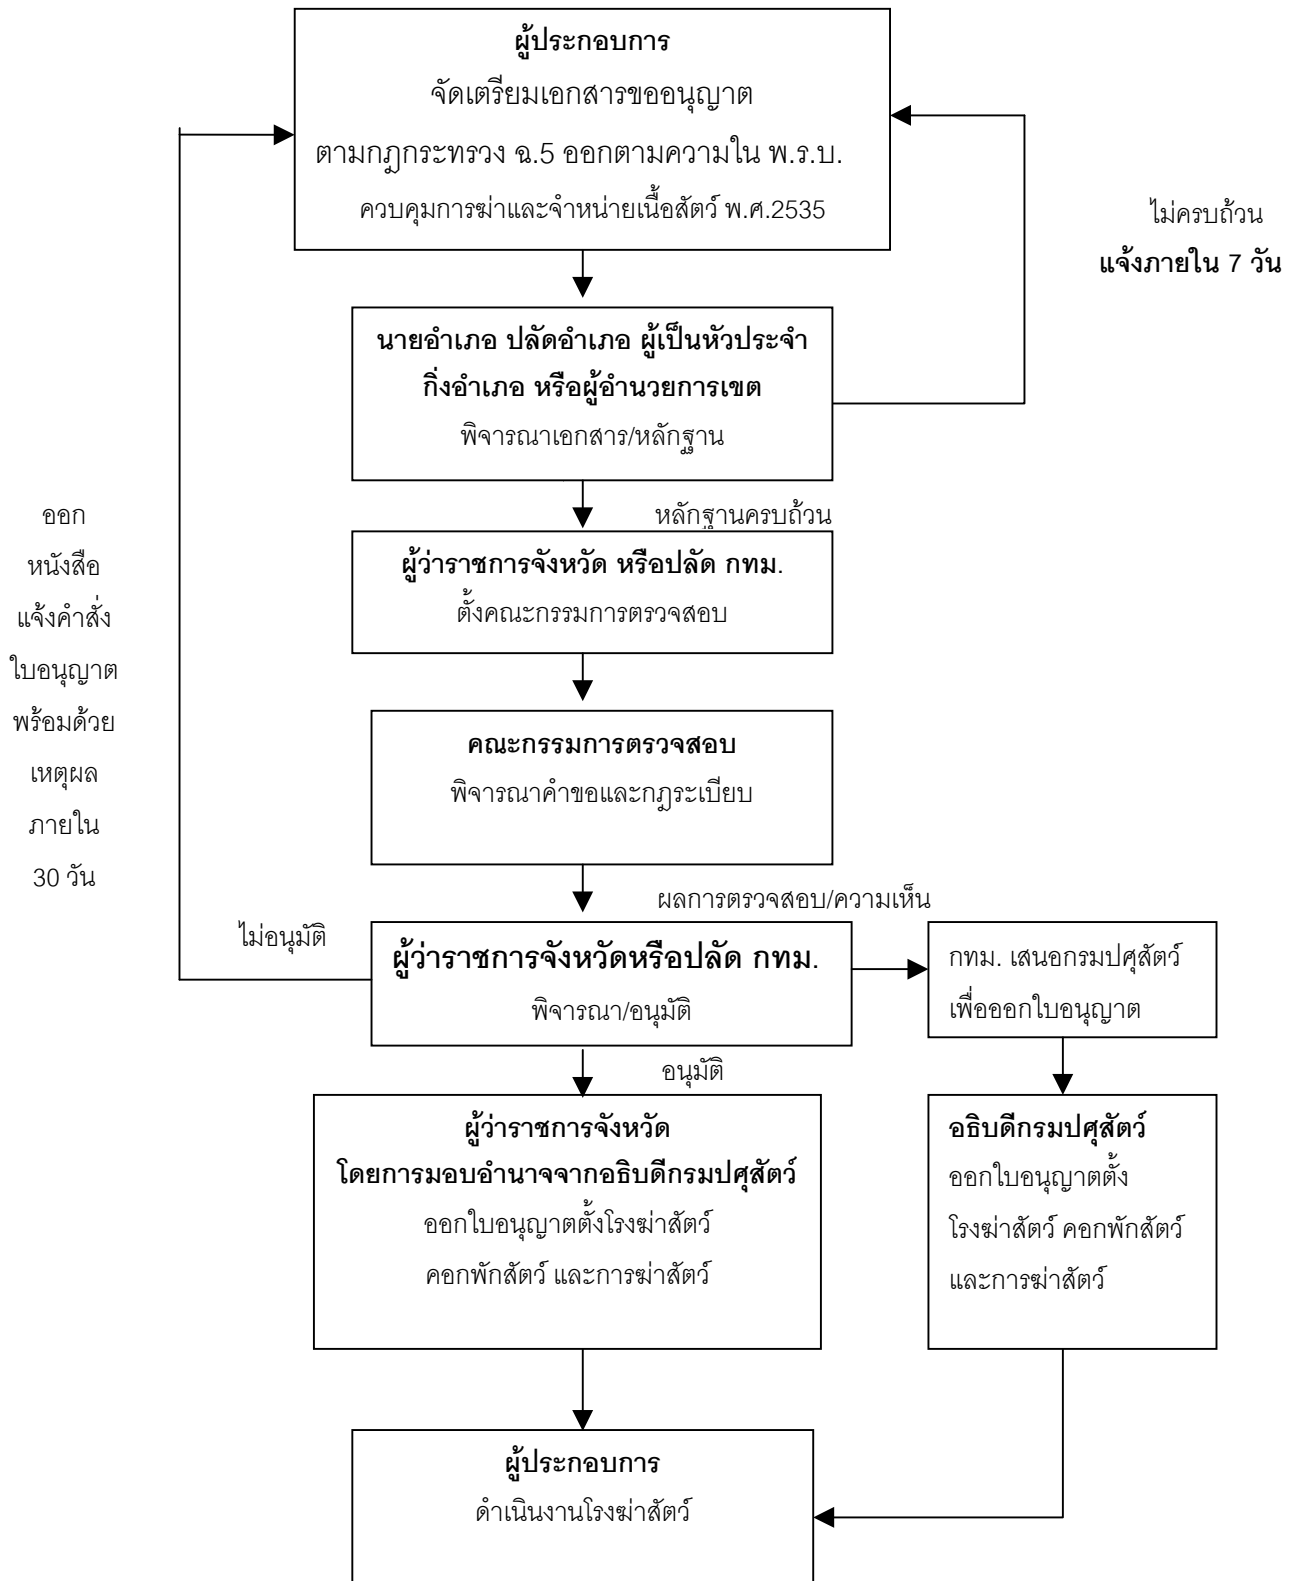 ผู้ประกอบการ
จัดเตรียมเอกสารขออนุญาต
ตามกฎกระทรวง ฉ.5 ออกตามความใน พ.ร.บ.
ควบคุมการฆ่าและจำหน่ายเนื้อสัตว์ พ.ศ.2535
ไม่ครบถ้วน
แจ้งภายใน 7 วัน
นายอำเภอ ปลัดอำเภอ ผู้เป็นหัวประจำ
กิ่งอำเภอ หรือผู้อำนวยการเขต
พิจารณาเอกสาร/หลักฐาน
หลักฐานครบถ้วน
ผู้ว่าราชการจังหวัด หรือปลัด กทม.
ตั้งคณะกรรมการตรวจสอบ
ออก
หนังสือ
แจ้งคำสั่ง
ใบอนุญาต
พร้อมด้วย
เหตุผล
ภายใน
30 วัน
คณะกรรมการตรวจสอบ
พิจารณาคำขอและกฎระเบียบ
ผลการตรวจสอบ/ความเห็น
ไม่อนุมัติ
ผู้ว่าราชการจังหวัดหรือปลัด กทม.
พิจารณา/อนุมัติ
กทม. เสนอกรมปศุสัตว์
เพื่อออกใบอนุญาต
อนุมัติ
ผู้ว่าราชการจังหวัด
โดยการมอบอำนาจจากอธิบดีกรมปศุสัตว์
ออกใบอนุญาตตั้งโรงฆ่าสัตว์
คอกพักสัตว์ และการฆ่าสัตว์
อธิบดีกรมปศุสัตว์
ออกใบอนุญาตตั้ง
โรงฆ่าสัตว์ คอกพักสัตว์
และการฆ่าสัตว์
ผู้ประกอบการ
ดำเนินงานโรงฆ่าสัตว์